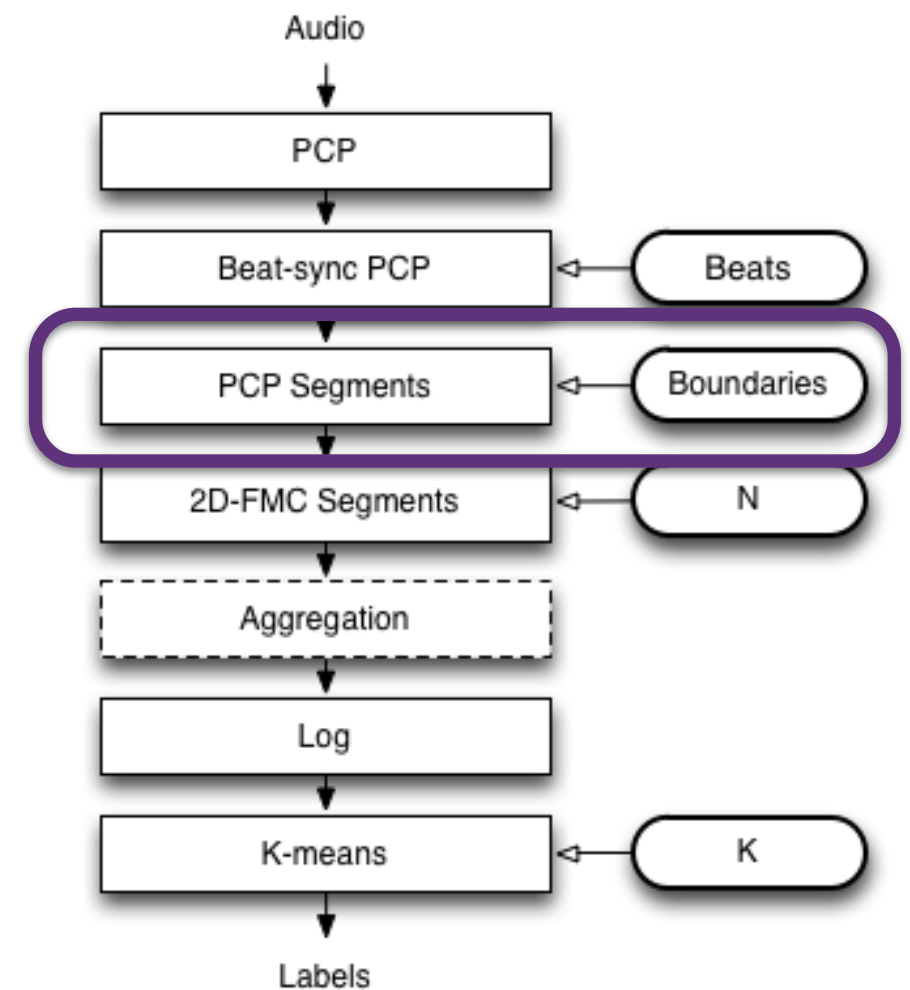 Audio
PCP
Beat-sync PCP
Beats
PCP Segments
Boundaries
2D-FMC Segments
N
Aggregation
Log
K-means
K
Labels